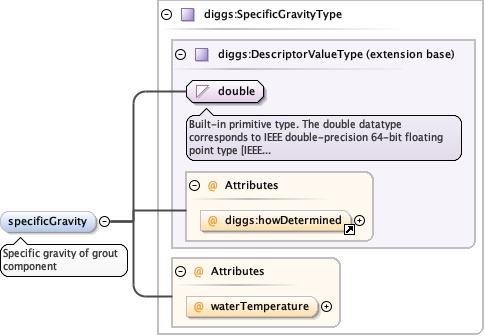 diggs:SpecificGravityType
diggs:DescriptorValueType (extension base)
double
Built-in primitive type. The double datatype
corresponds to IEEE double-precision 64-bit floating
point type [IEEE...
@ Attributes
diggs:howDetermined
specificGravity
Specific gravity of grout
component
@ Attributes
waterTemperature